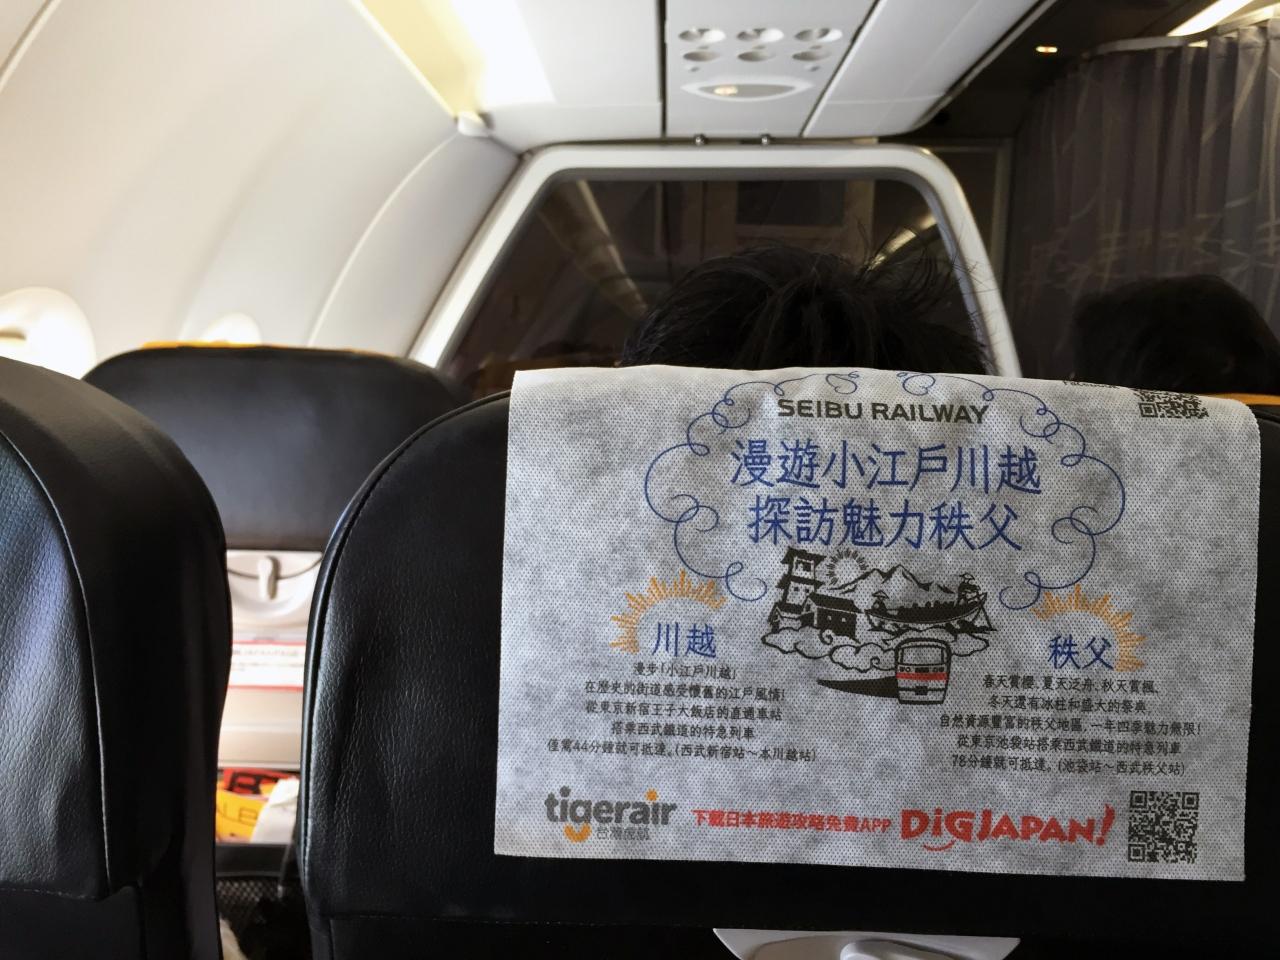 SEIBU RAILWAY
漫遊小江戶川越
探訪魅力秩父
川越
漫步「小江戶川越」
在歷史的街道感受懷舊的江戶風情!
從東京新宿王子大飯店的直通車站
搭乘西武鐵道的特急列車
僅需44分鐘就可抵達。(西武新宿站～本川越站)
秩父
春天賞櫻、夏天泛舟、秋天賞楓、
冬天還有冰柱和盛大的祭典
自然資源豐富的秩父地區,一年四季魅力無限!
從東京池袋站搭乘西武鐵道的特急列車
78分鐘就可抵達。(池袋站～西武秩父站)
tigerair
台灣虎航
下載日本旅遊攻略免費APP
DiGJAPAN!